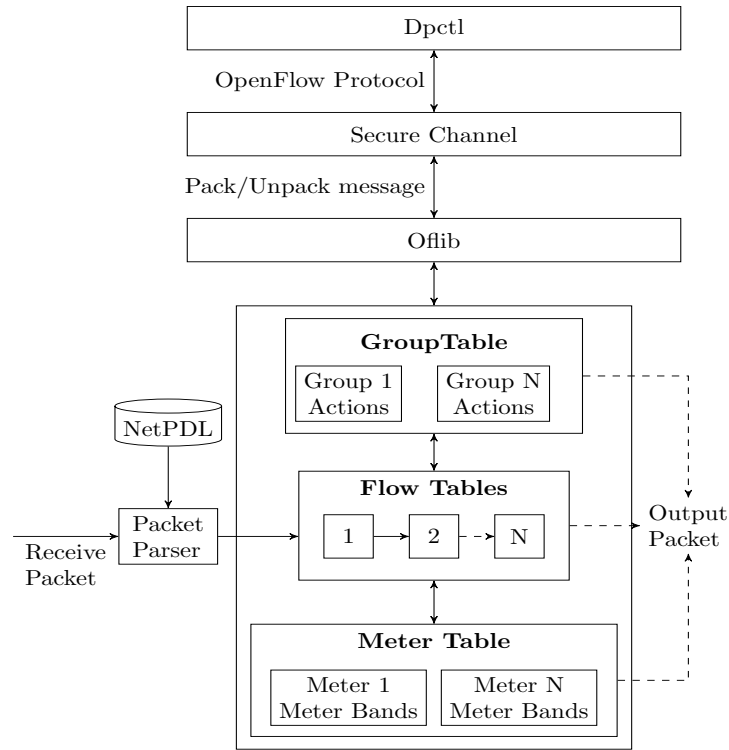 Dpctl
OpenFlow Protocol
Secure Channel
Pack/Unpack message
Oflib
GroupTable
Group 1
Actions
Group N
Actions
NetPDL
Flow Tables
1
2
N
Packet
Parser
Receive
Packet
Output
Packet
Meter Table
Meter 1
Meter Bands
Meter N
Meter Bands